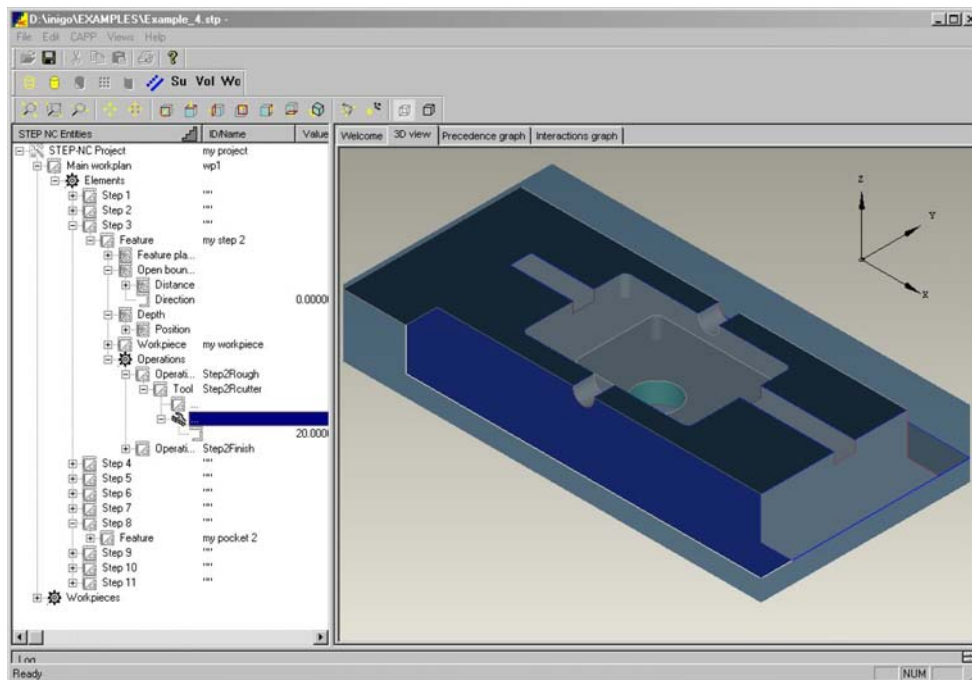 D:\inigo\EXAMPLES\Example_4.stp -
File Edit CAPP Views Help
Su Vol Wo
STEP NC Entities ID/Name Value
STEP-NC Project my project
Main workplan wp1
Elements
Step 1 ""
Step 2 ""
Step 3 ""
Feature my step 2
Feature pla...
Open boun...
Distance
Direction 0.0000
Depth
Position
Workpiece my workpiece
Operations
Operati... Step2Rough
Tool Step2Rcutter
...
...
20.0000
Operati... Step2Finish
Step 4 ""
Step 5 ""
Step 6 ""
Step 7 ""
Step 8 ""
Feature my pocket 2
Step 9 ""
Step 10 ""
Step 11 ""
Workpieces
Welcome 3D view Precedence graph Interactions graph
Z
Y
X
Log
Ready NUM